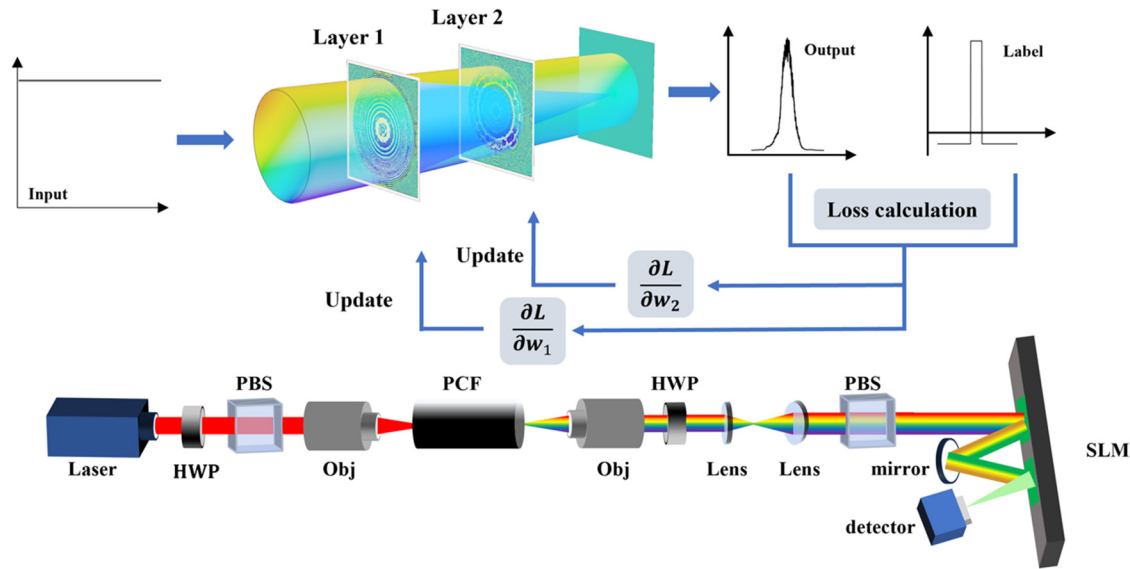 Layer 1
Layer 2
Input
Output
Label
Loss calculation
Update
∂L
∂w₂
Update
∂L
∂w₁
Laser
HWP
PBS
Obj
PCF
Obj
HWP
Lens
Lens
PBS
mirror
detector
SLM